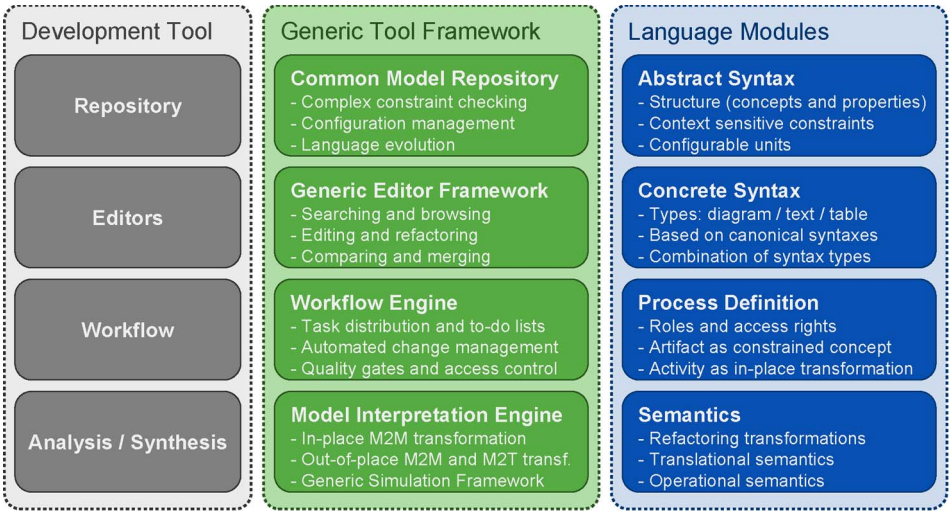 Development Tool
Repository
Editors
Workflow
Analysis / Synthesis
Generic Tool Framework
Common Model Repository
- Complex constraint checking
- Configuration management
- Language evolution
Generic Editor Framework
- Searching and browsing
- Editing and refactoring
- Comparing and merging
Workflow Engine
- Task distribution and to-do lists
- Automated change management
- Quality gates and access control
Model Interpretation Engine
- In-place M2M transformation
- Out-of-place M2M and M2T transf.
- Generic Simulation Framework
Language Modules
Abstract Syntax
- Structure (concepts and properties)
- Context sensitive constraints
- Configurable units
Concrete Syntax
- Types: diagram / text / table
- Based on canonical syntaxes
- Combination of syntax types
Process Definition
- Roles and access rights
- Artifact as constrained concept
- Activity as in-place transformation
Semantics
- Refactoring transformations
- Translational semantics
- Operational semantics